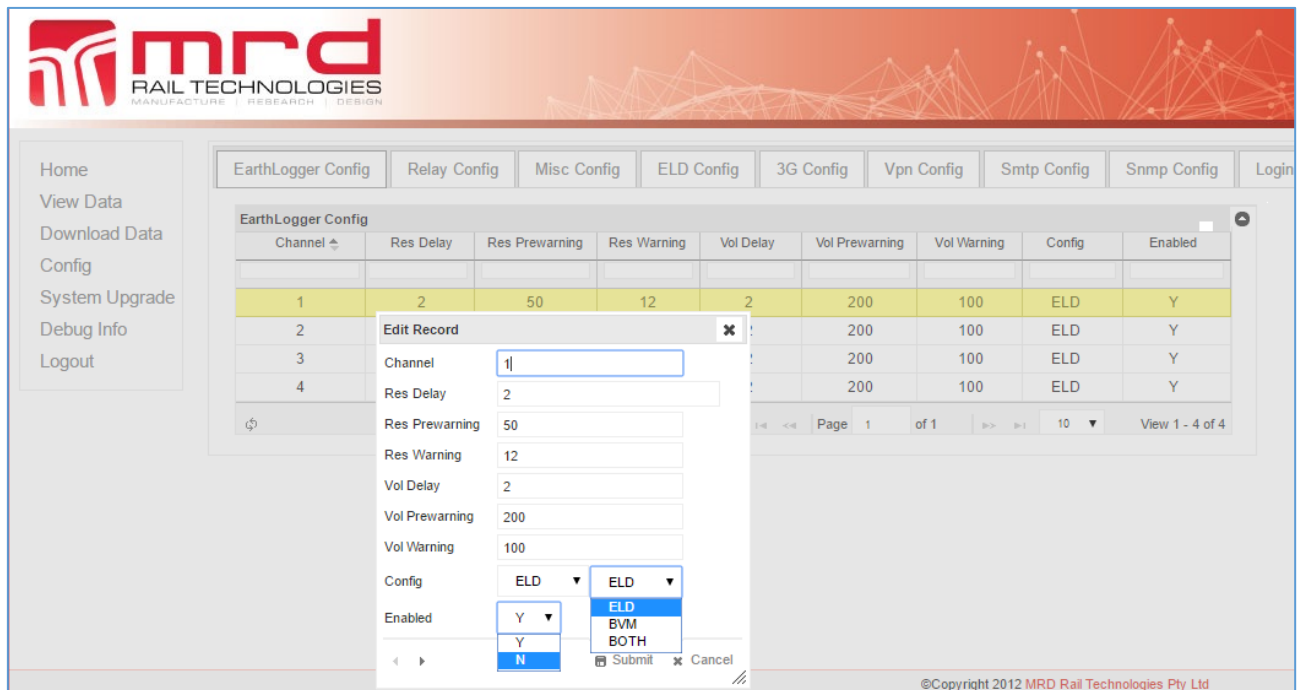 mrd
RAIL TECHNOLOGIES
MANUFACTURE | RESEARCH | DESIGN
Home
View Data
Download Data
Config
System Upgrade
Debug Info
Logout
EarthLogger Config Relay Config Misc Config ELD Config 3G Config Vpn Config Smtp Config Snmp Config Login
EarthLogger Config
Channel Res Delay Res Prewarning Res Warning Vol Delay Vol Prewarning Vol Warning Config Enabled
1 2 50 12 2 200 100 ELD Y
2 200 100 ELD Y
3 200 100 ELD Y
4 200 100 ELD Y
Page 1 of 1 10 View 1 - 4 of 4
Edit Record
Channel 1
Res Delay 2
Res Prewarning 50
Res Warning 12
Vol Delay 2
Vol Prewarning 200
Vol Warning 100
Config ELD ELD
ELD
BVM
BOTH
Enabled Y
Y
N
Submit Cancel
©Copyright 2012 MRD Rail Technologies Pty Ltd